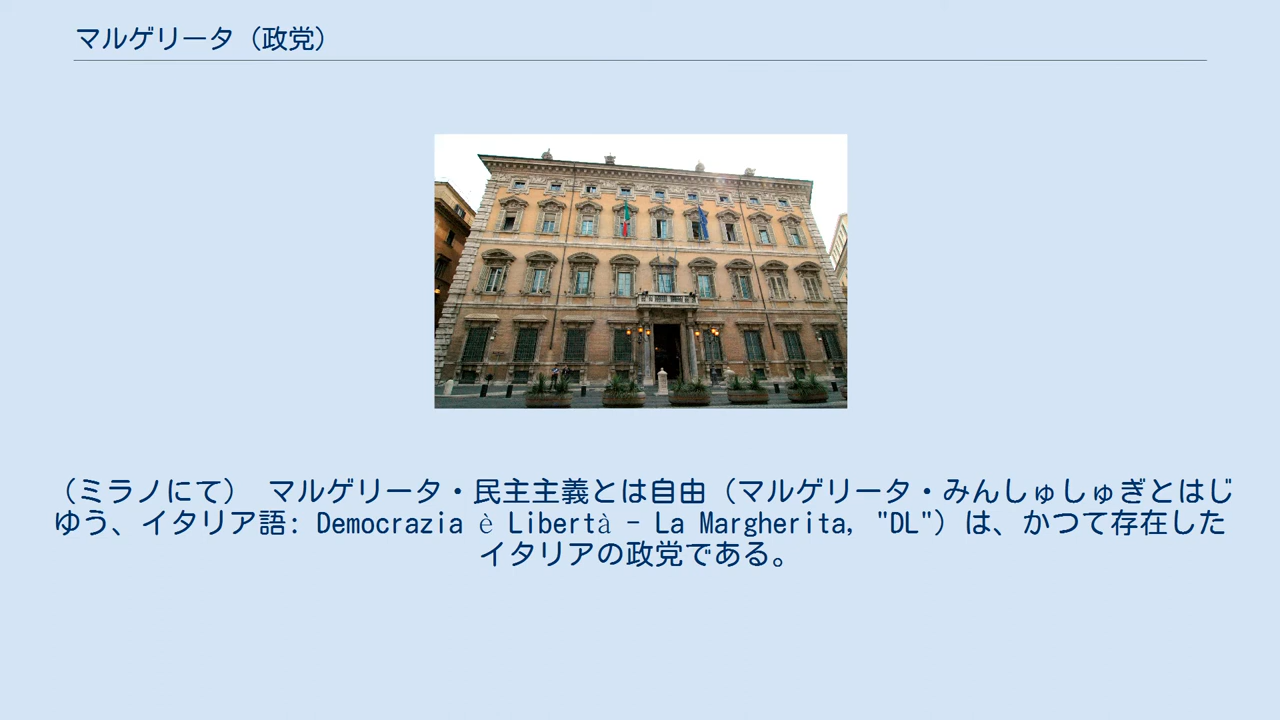 マルゲリータ（政党）
（ミラノにて） マルゲリータ・民主主義とは自由（マルゲリータ・みんしゅしゅぎとはじ
ゆう、イタリア語: Democrazia è Libertà - La Margherita, "DL"）は、かつて存在した
イタリアの政党である。